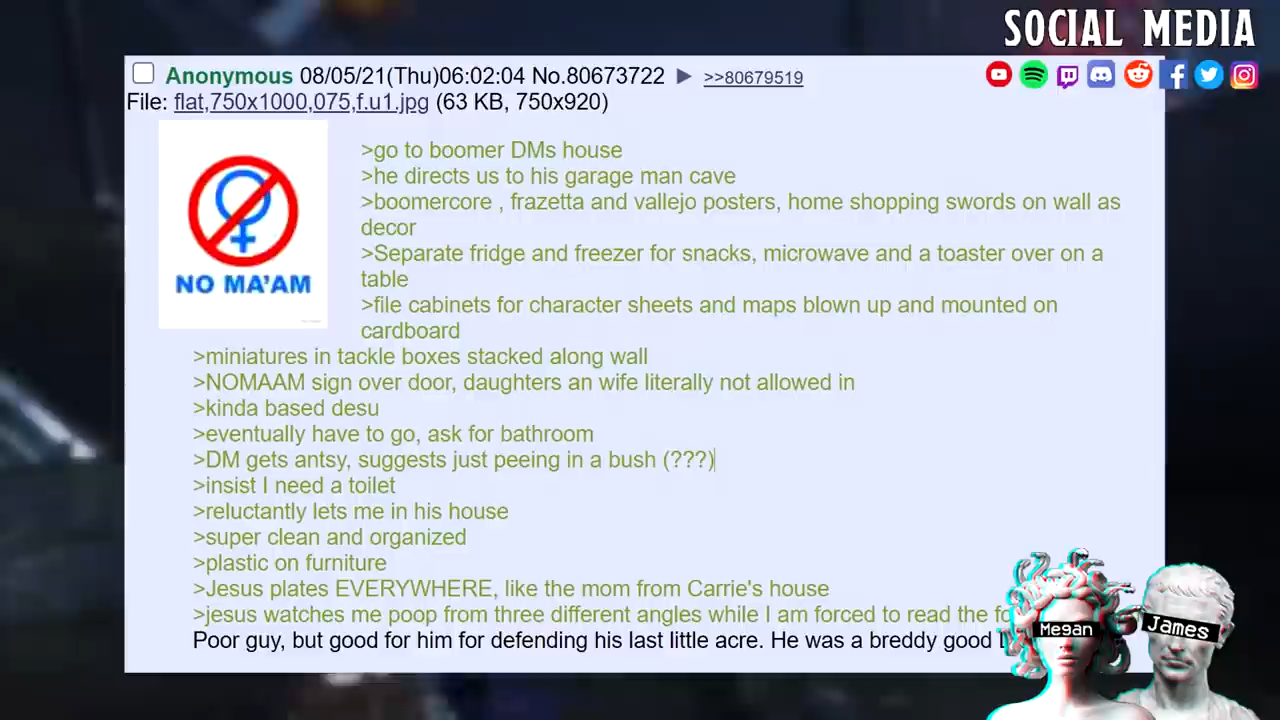 SOCIAL MEDIA
Anonymous 08/05/21(Thu)06:02:04 No.80673722 ▶ >>80679519
File: flat,750x1000,075,f.u1.jpg (63 KB, 750x920)
NO MA'AM
>go to boomer DMs house
>he directs us to his garage man cave
>boomercore , frazetta and vallejo posters, home shopping swords on wall as
decor
>Separate fridge and freezer for snacks, microwave and a toaster over on a
table
>file cabinets for character sheets and maps blown up and mounted on
cardboard
>miniatures in tackle boxes stacked along wall
>NOMAAM sign over door, daughters an wife literally not allowed in
>kinda based desu
>eventually have to go, ask for bathroom
>DM gets antsy, suggests just peeing in a bush (???)
>insist I need a toilet
>reluctantly lets me in his house
>super clean and organized
>plastic on furniture
>Jesus plates EVERYWHERE, like the mom from Carrie's house
>jesus watches me poop from three different angles while I am forced to read the
Poor guy, but good for him for defending his last little acre. He was a breddy good
Megan
James